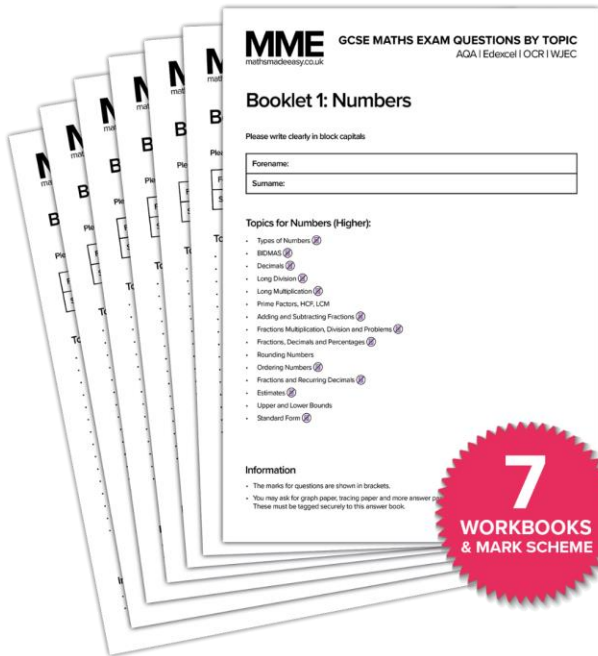 MME
mathsmadeeasy.co.uk
GCSE MATHS EXAM QUESTIONS BY TOPIC
AQA | Edexcel | OCR | WJEC
Booklet 1: Numbers
Please write clearly in block capitals
Forename:
Surname:
Topics for Numbers (Higher):
Types of Numbers
BIDMAS
Decimals
Long Division
Long Multiplication
Prime Factors, HCF, LCM
Adding and Subtracting Fractions
Fractions Multiplication, Division and Problems
Fractions, Decimals and Percentages
Rounding Numbers
Ordering Numbers
Fractions and Recurring Decimals
Estimates
Upper and Lower Bounds
Standard Form
Information
The marks for questions are shown in brackets.
You may ask for graph paper, tracing paper and more answer
These must be tagged securely to this answer book.
7
WORKBOOKS
& MARK SCHEME